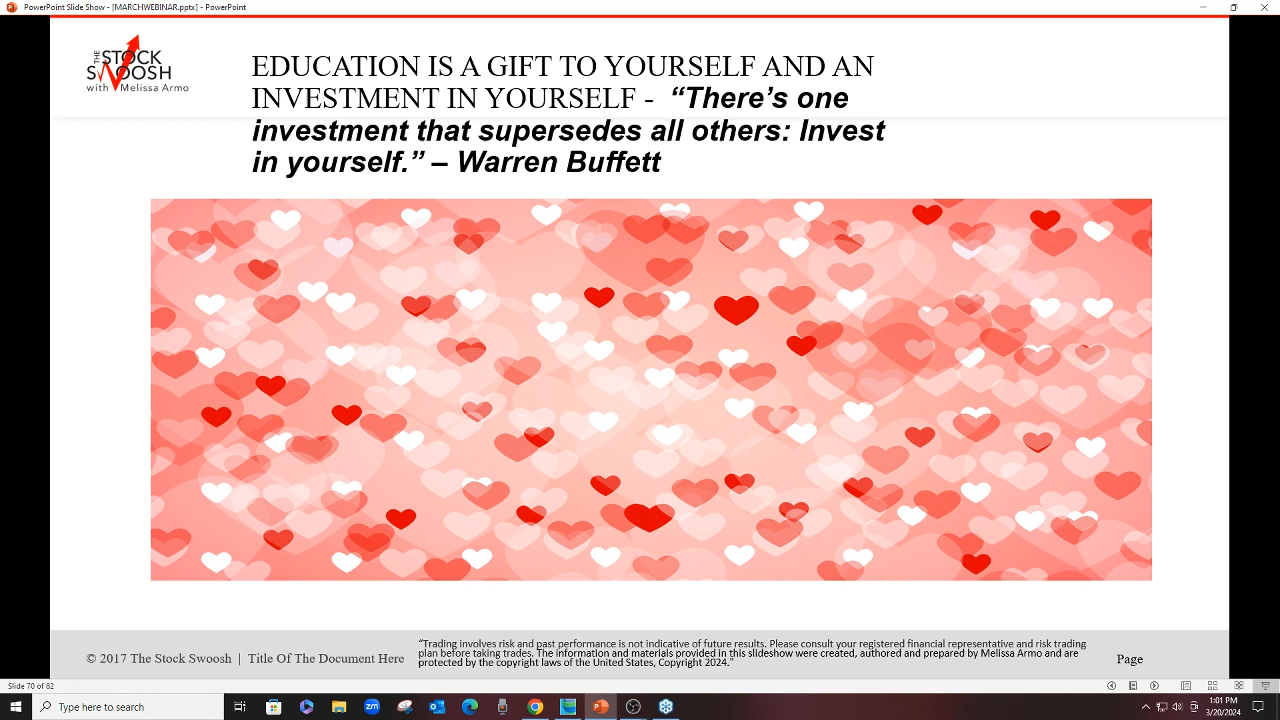 PowerPoint Slide Show - [MARCHWEBINAR.pptx] - PowerPoint
THE
STOCK
SWOOSH
with Melissa Armo
EDUCATION IS A GIFT TO YOURSELF AND AN
INVESTMENT IN YOURSELF - “There’s one
investment that supersedes all others: Invest
in yourself.” – Warren Buffett
© 2017 The Stock Swoosh | Title Of The Document Here
“Trading involves risk and past performance is not indicative of future results. Please consult your registered financial representative and risk trading
plan before taking trades. The information and materials provided in this slideshow were created, authored and prepared by Melissa Armo and are
protected by the copyright laws of the United States, Copyright 2024.”
Page
Slide 70 of 82
Type here to search
zm
1:01 PM
3/20/2024